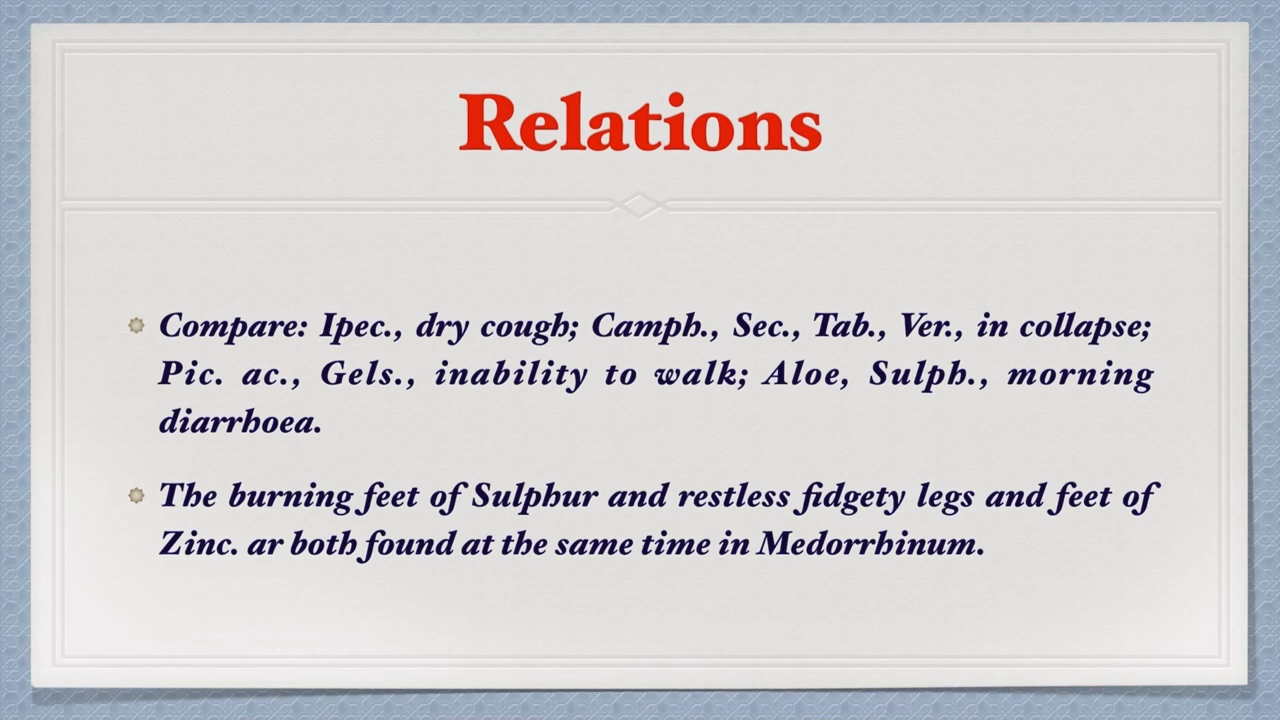 Relations
Compare: Ipec., dry cough; Camph., Sec., Tab., Ver., in collapse;
Pic. ac., Gels., inability to walk; Aloe, Sulph., morning
diarrhoea.
The burning feet of Sulphur and restless fidgety legs and feet of
Zinc. ar both found at the same time in Medorrhinum.